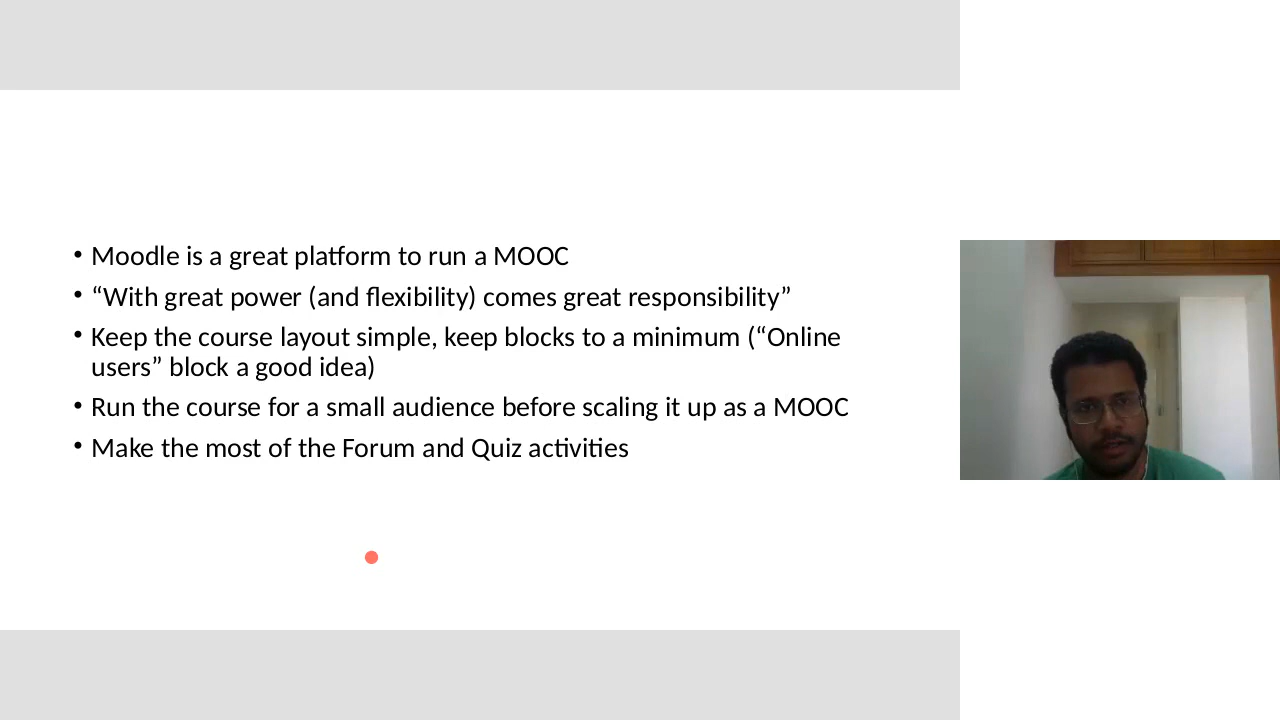 • Moodle is a great platform to run a MOOC
• “With great power (and flexibility) comes great responsibility”
• Keep the course layout simple, keep blocks to a minimum (“Online
users” block a good idea)
• Run the course for a small audience before scaling it up as a MOOC
• Make the most of the Forum and Quiz activities